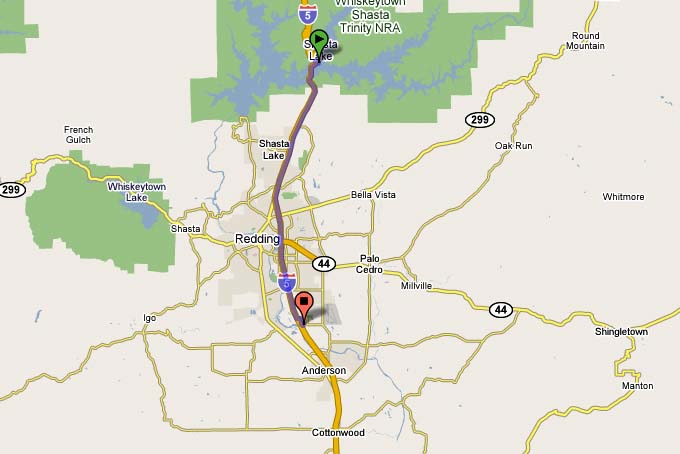 Whiskeytown
Shasta
Trinity NRA
5
Shasta
Lake
Round
Mountain
299
French
Gulch
Shasta
Lake
Oak Run
299
Whiskeytown
Lake
Bella Vista
Whitmore
Shasta
Redding
44
Palo
Cedro
5
Millville
44
Igo
Shingletown
Anderson
Manton
Cottonwood